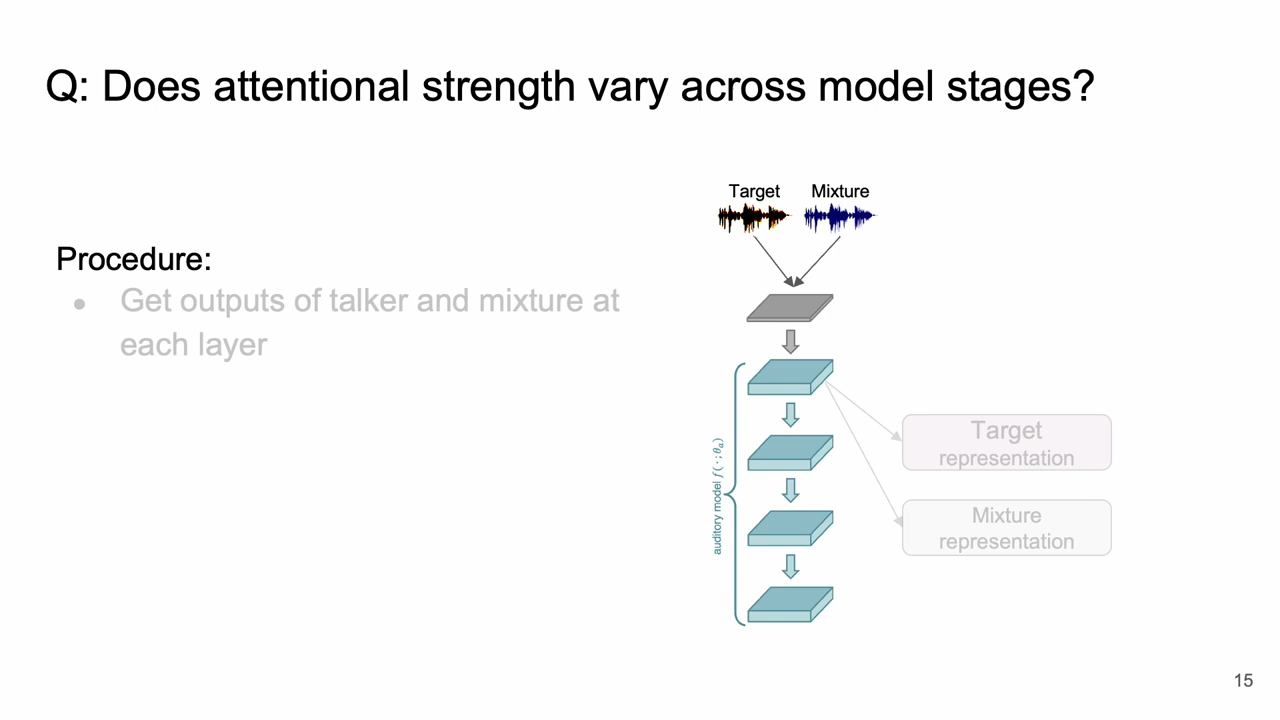 Q: Does attentional strength vary across model stages?
Target Mixture
Procedure:
● Get outputs of talker and mixture at
each layer
auditory model f( · ; θa)
Target
representation
Mixture
representation
15